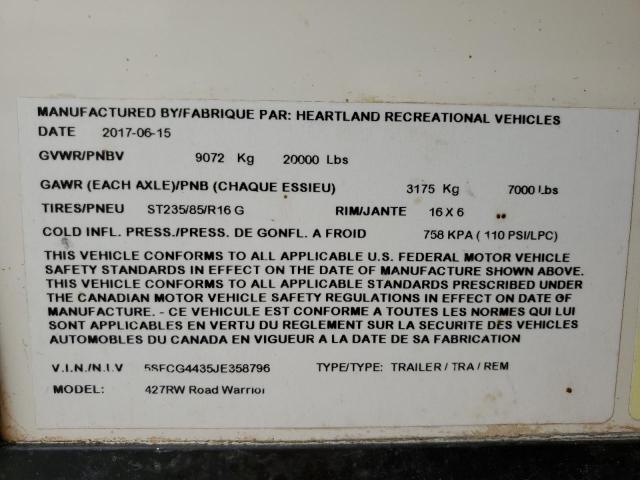 MANUFACTURED BY/FABRIQUE PAR: HEARTLAND RECREATIONAL VEHICLES
DATE 2017-06-15
GVWR/PNBV 9072 Kg 20000 Lbs
GAWR (EACH AXLE)/PNB (CHAQUE ESSIEU) 3175 Kg 7000 Lbs
TIRES/PNEU ST235/85/R16 G RIM/JANTE 16 X 6
COLD INFL. PRESS./PRESS. DE GONFL. A FROID 758 KPA ( 110 PSI/LPC)
THIS VEHICLE CONFORMS TO ALL APPLICABLE U.S. FEDERAL MOTOR VEHICLE
SAFETY STANDARDS IN EFFECT ON THE DATE OF MANUFACTURE SHOWN ABOVE.
THIS VEHICLE CONFORMS TO ALL APPLICABLE STANDARDS PRESCRIBED UNDER
THE CANADIAN MOTOR VEHICLE SAFETY REGULATIONS IN EFFECT ON DATE OF
MANUFACTURE. - CE VEHICULE EST CONFORME A TOUTES LES NORMES QUI LUI
SONT APPLICABLES EN VERTU DU REGLEMENT SUR LA SECURITE DES VEHICLES
AUTOMOBILES DU CANADA EN VIGUEUR A LA DATE DE SA FABRICATION
V.I.N./N.I.V 5SFCG4435JE358796 TYPE/TYPE: TRAILER / TRA / REM
MODEL: 427RW Road Warrior